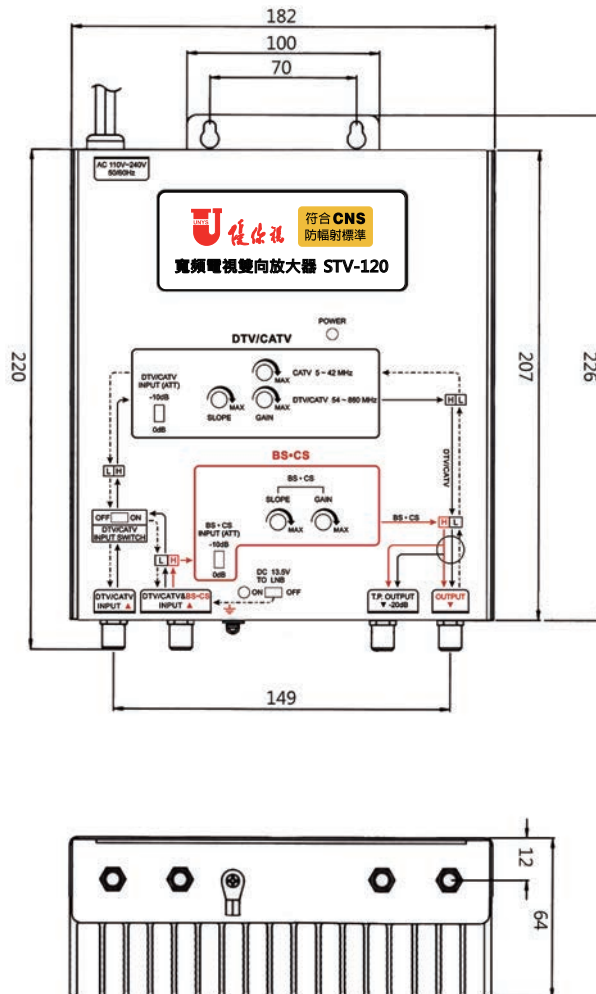 182
100
70
AC 110V~240V
50/60Hz
UNYS
優你視
符合CNS
防幅射標準
寬頻電視雙向放大器 STV-120
POWER
DTV/CATV
DTV/CATV
INPUT (ATT)
-10dB
0dB
CATV 5~42 MHz
MAX
DTV/CATV 54~860 MHz
MAX
SLOPE
MAX
GAIN
H L
220
207
226
DTV/CATV
L H
BS•CS
BS•CS
SLOPE
GAIN
MAX
MAX
BS•CS
INPUT (ATT)
-10dB
0dB
BS•CS
H L
OFF ON
DTV/CATV
INPUT SWITCH
L H
DC 13.5V
TO LNB
ON OFF
DTV/CATV
INPUT ▲
DTV/CATV&BS•CS
INPUT ▲
T.P. OUTPUT
▼ -20dB
OUTPUT
▼
149
12
64